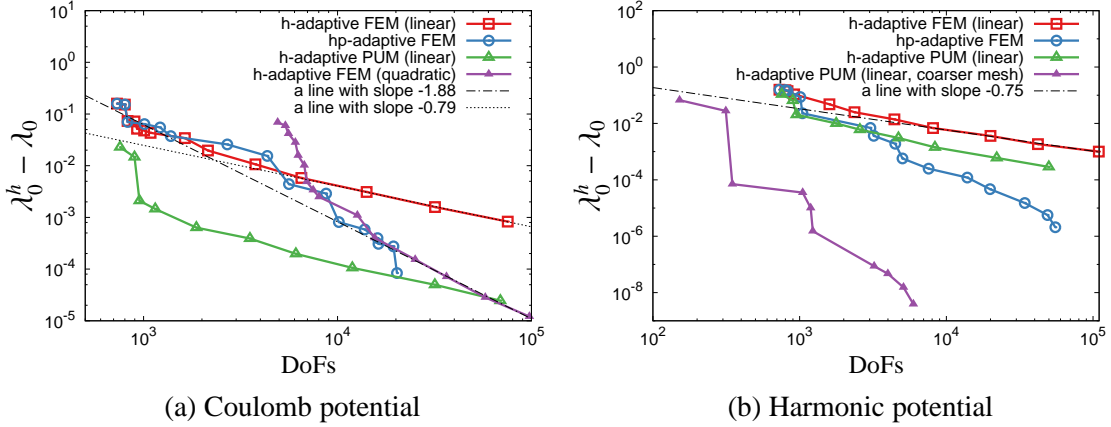 10^1
10^0
10^-1
10^-2
10^-3
10^-4
10^-5
λ_0^h − λ_0
h-adaptive FEM (linear)
hp-adaptive FEM
h-adaptive PUM (linear)
h-adaptive FEM (quadratic)
a line with slope -1.88
a line with slope -0.79
10^3
10^4
10^5
DoFs
(a) Coulomb potential
10^2
10^0
10^-2
10^-4
10^-6
10^-8
λ_0^h − λ_0
h-adaptive FEM (linear)
hp-adaptive FEM
h-adaptive PUM (linear)
h-adaptive PUM (linear, coarser mesh)
a line with slope -0.75
10^2
10^3
10^4
10^5
DoFs
(b) Harmonic potential